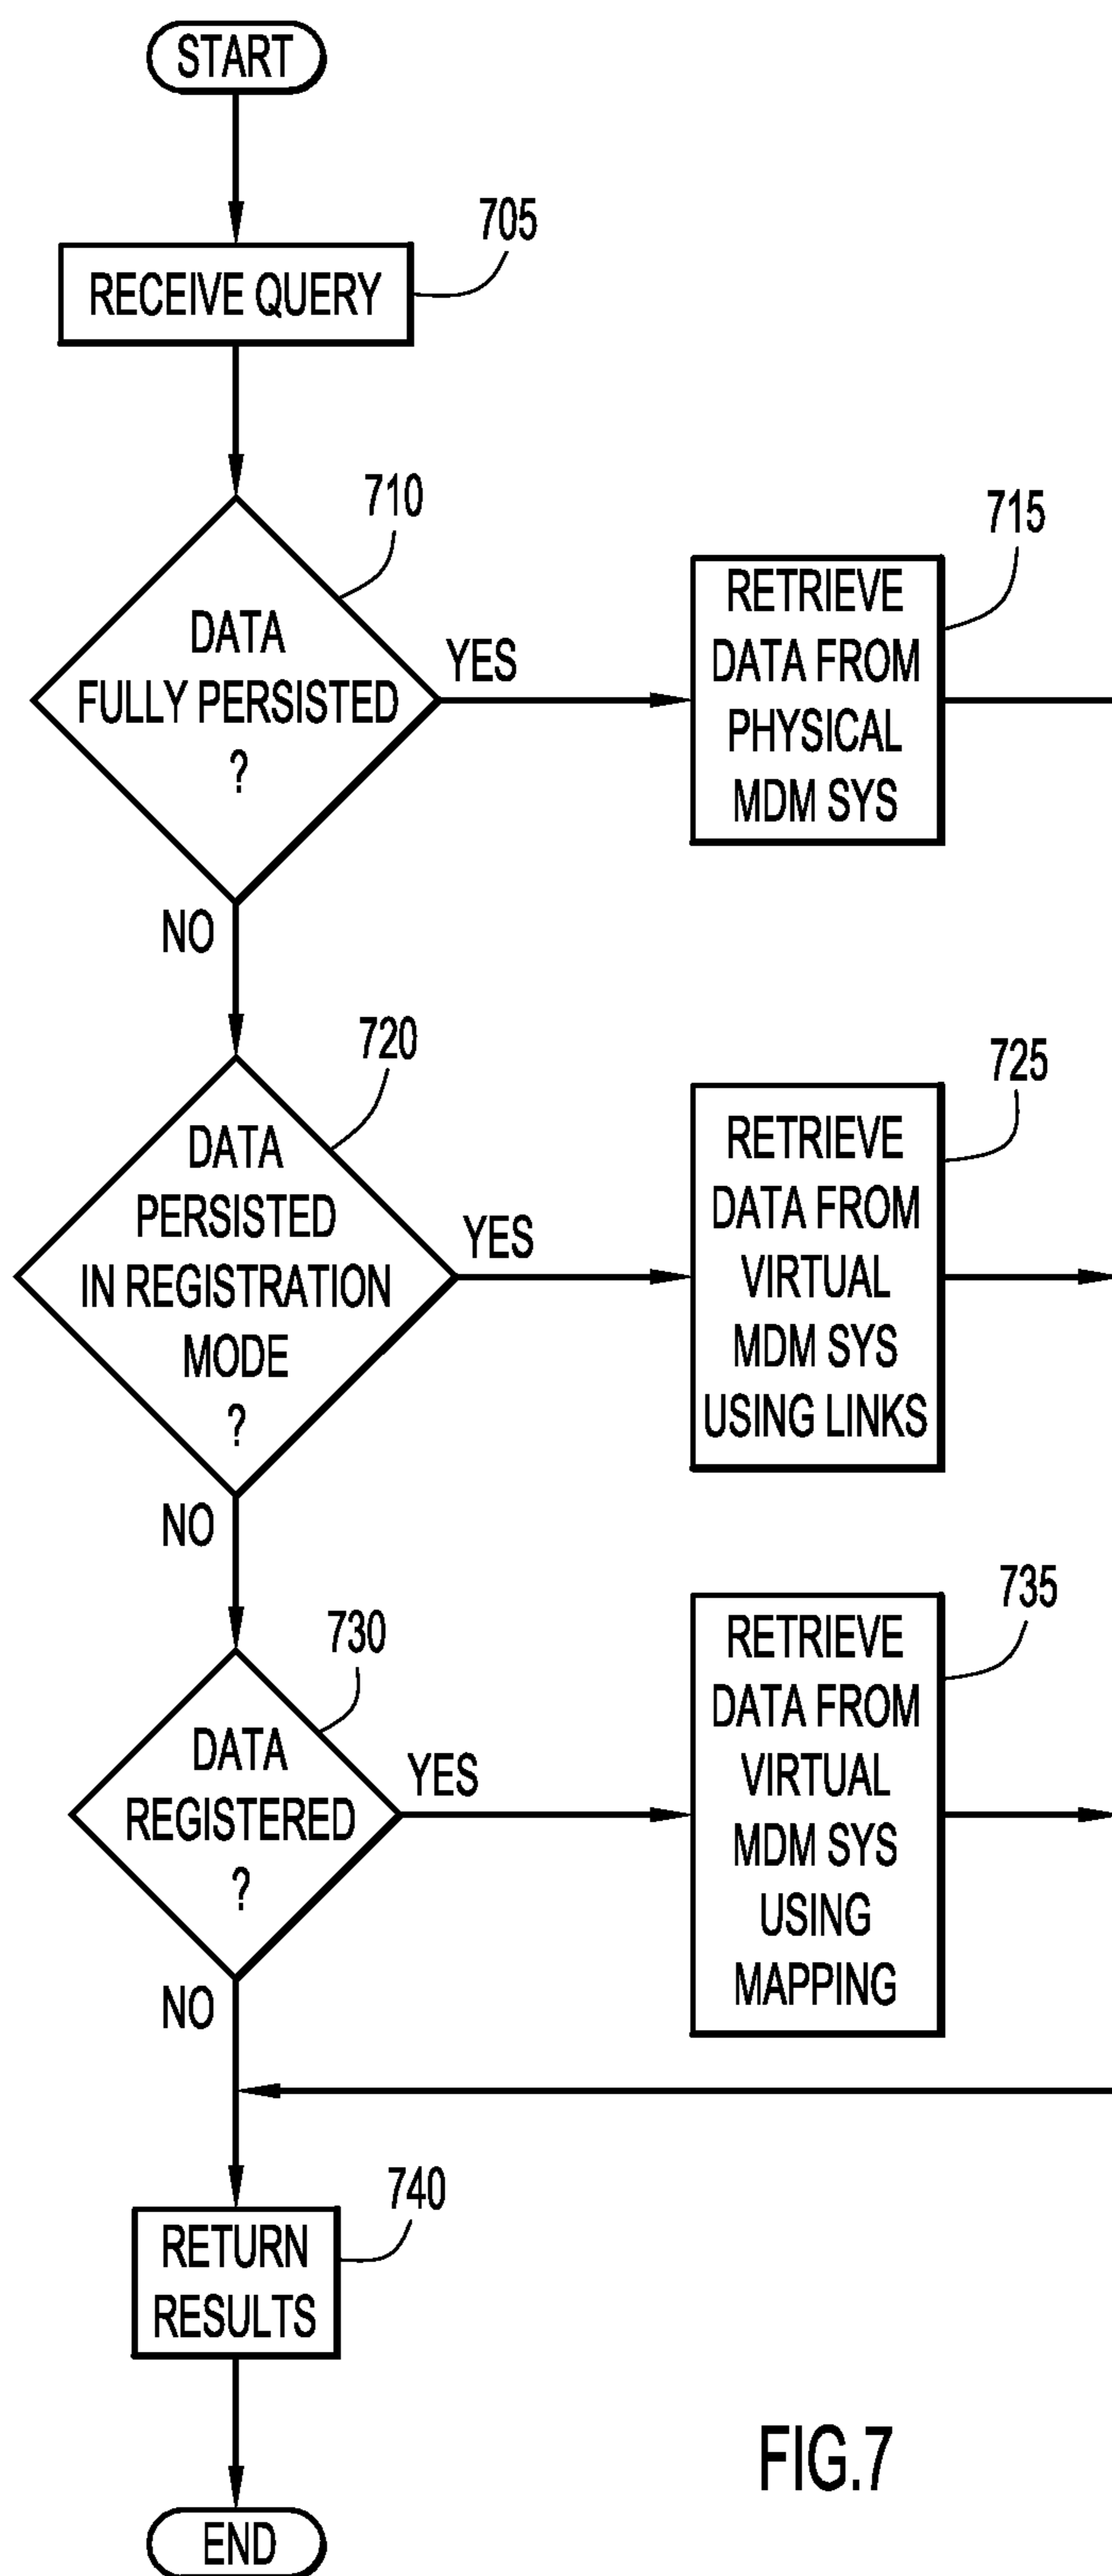 START
705
RECEIVE QUERY
710
DATA
FULLY PERSISTED
?
YES
715
RETRIEVE
DATA FROM
PHYSICAL
MDM SYS
NO
720
DATA
PERSISTED
IN REGISTRATION
MODE
?
YES
725
RETRIEVE
DATA FROM
VIRTUAL
MDM SYS
USING LINKS
NO
730
DATA
REGISTERED
?
YES
735
RETRIEVE
DATA FROM
VIRTUAL
MDM SYS
USING
MAPPING
NO
740
RETURN
RESULTS
END
FIG.7